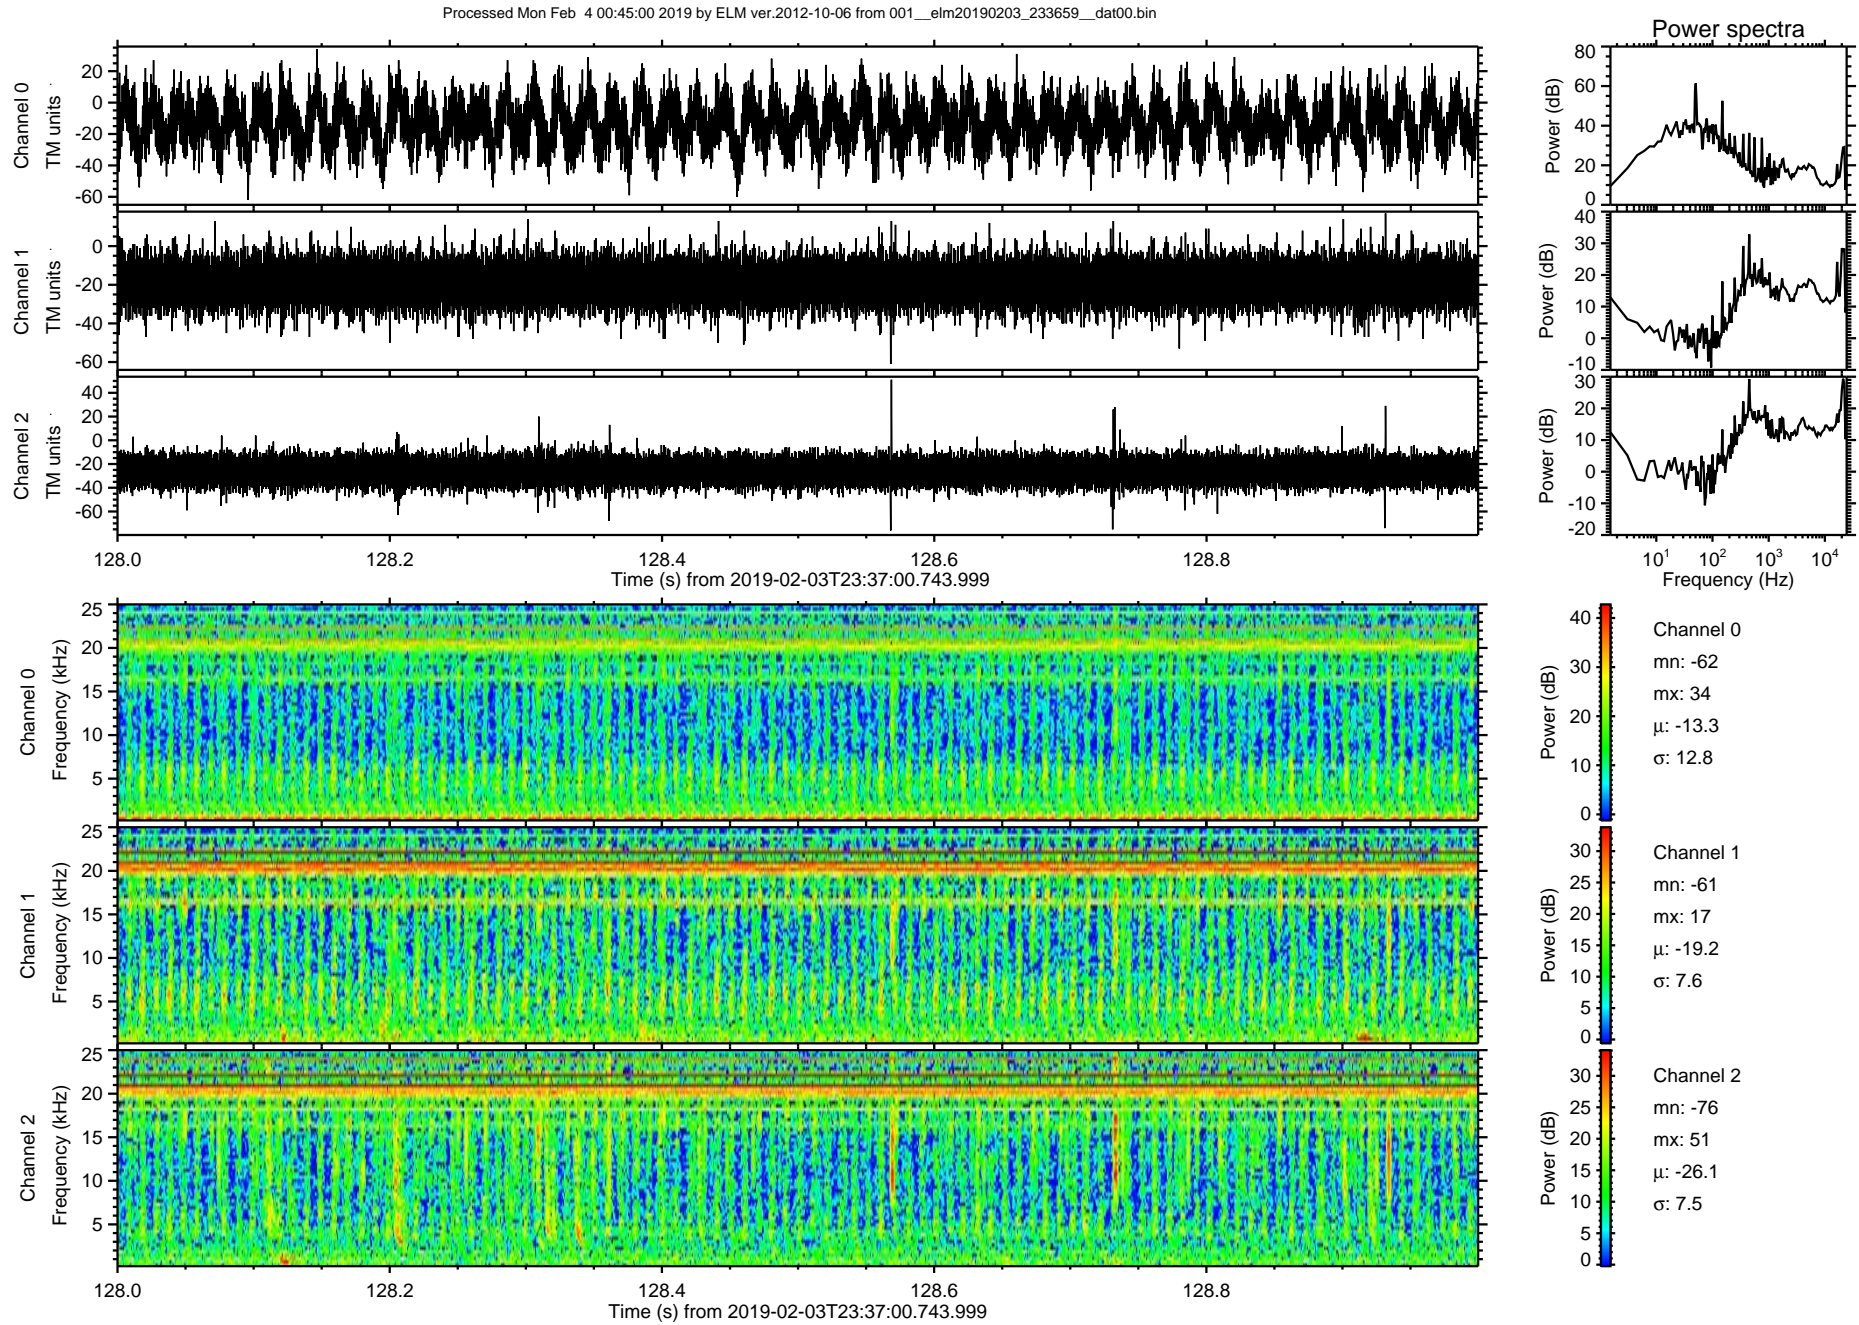 Processed Mon Feb  4 00:45:00 2019 by ELM ver.2012-10-06 from 001__elm20190203_233659__dat00.bin
Power spectra
Channel 0
TM units
20
0
-20
-40
-60
Power (dB)
80
60
40
20
0
Channel 1
TM units
0
-20
-40
-60
Power (dB)
40
30
20
10
0
-10
Channel 2
TM units
40
20
0
-20
-40
-60
Power (dB)
30
20
10
0
-10
-20
128.0 128.2 128.4 128.6 128.8
Time (s) from 2019-02-03T23:37:00.743.999
10^1 10^2 10^3 10^4
Frequency (Hz)
Channel 0
Frequency (kHz)
25
20
15
10
5
Power (dB)
40
30
20
10
0
Channel 0
mn: -62
mx: 34
μ: -13.3
σ: 12.8
Channel 1
Frequency (kHz)
25
20
15
10
5
Power (dB)
30
25
20
15
10
5
0
Channel 1
mn: -61
mx: 17
μ: -19.2
σ: 7.6
Channel 2
Frequency (kHz)
25
20
15
10
5
Power (dB)
30
25
20
15
10
5
0
Channel 2
mn: -76
mx: 51
μ: -26.1
σ: 7.5
128.0 128.2 128.4 128.6 128.8
Time (s) from 2019-02-03T23:37:00.743.999